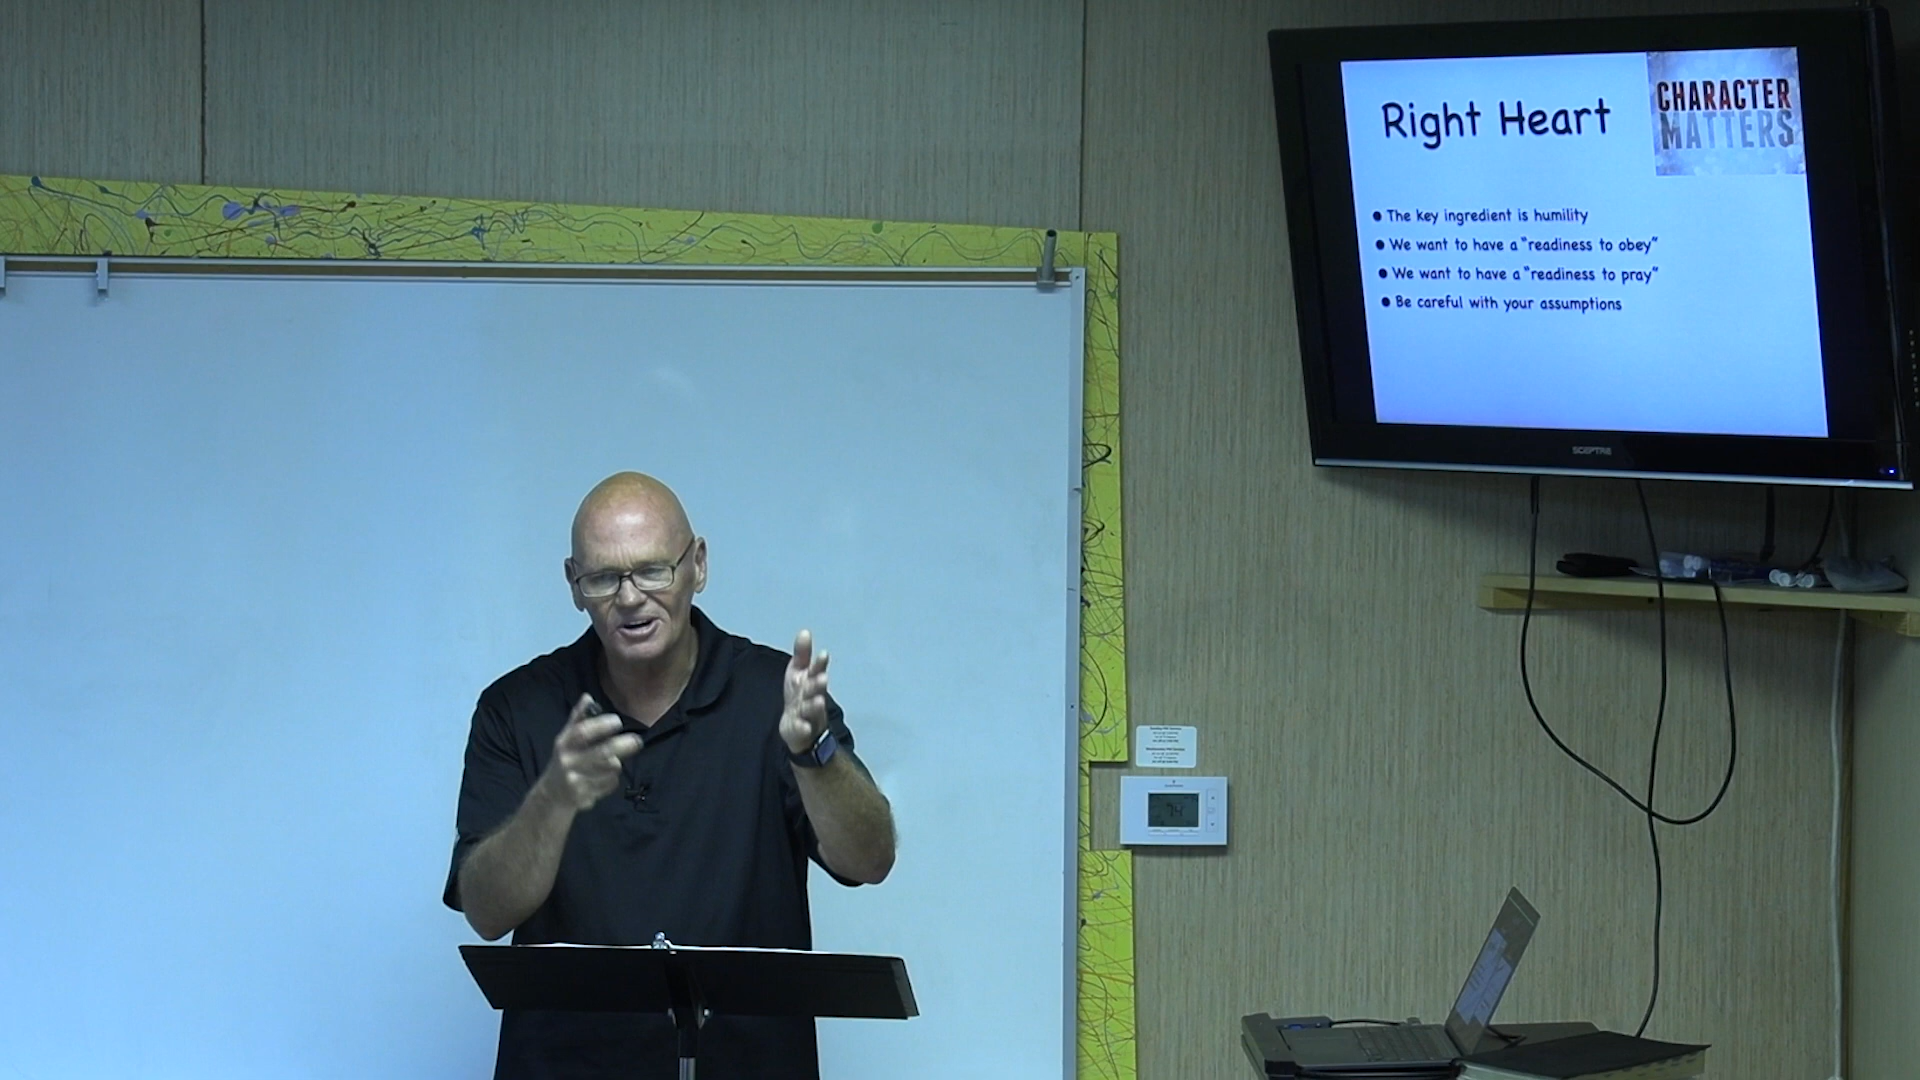 Right Heart
CHARACTER
MATTERS
• The key ingredient is humility
• We want to have a "readiness to obey"
• We want to have a "readiness to pray"
• Be careful with your assumptions
SCEPTRE